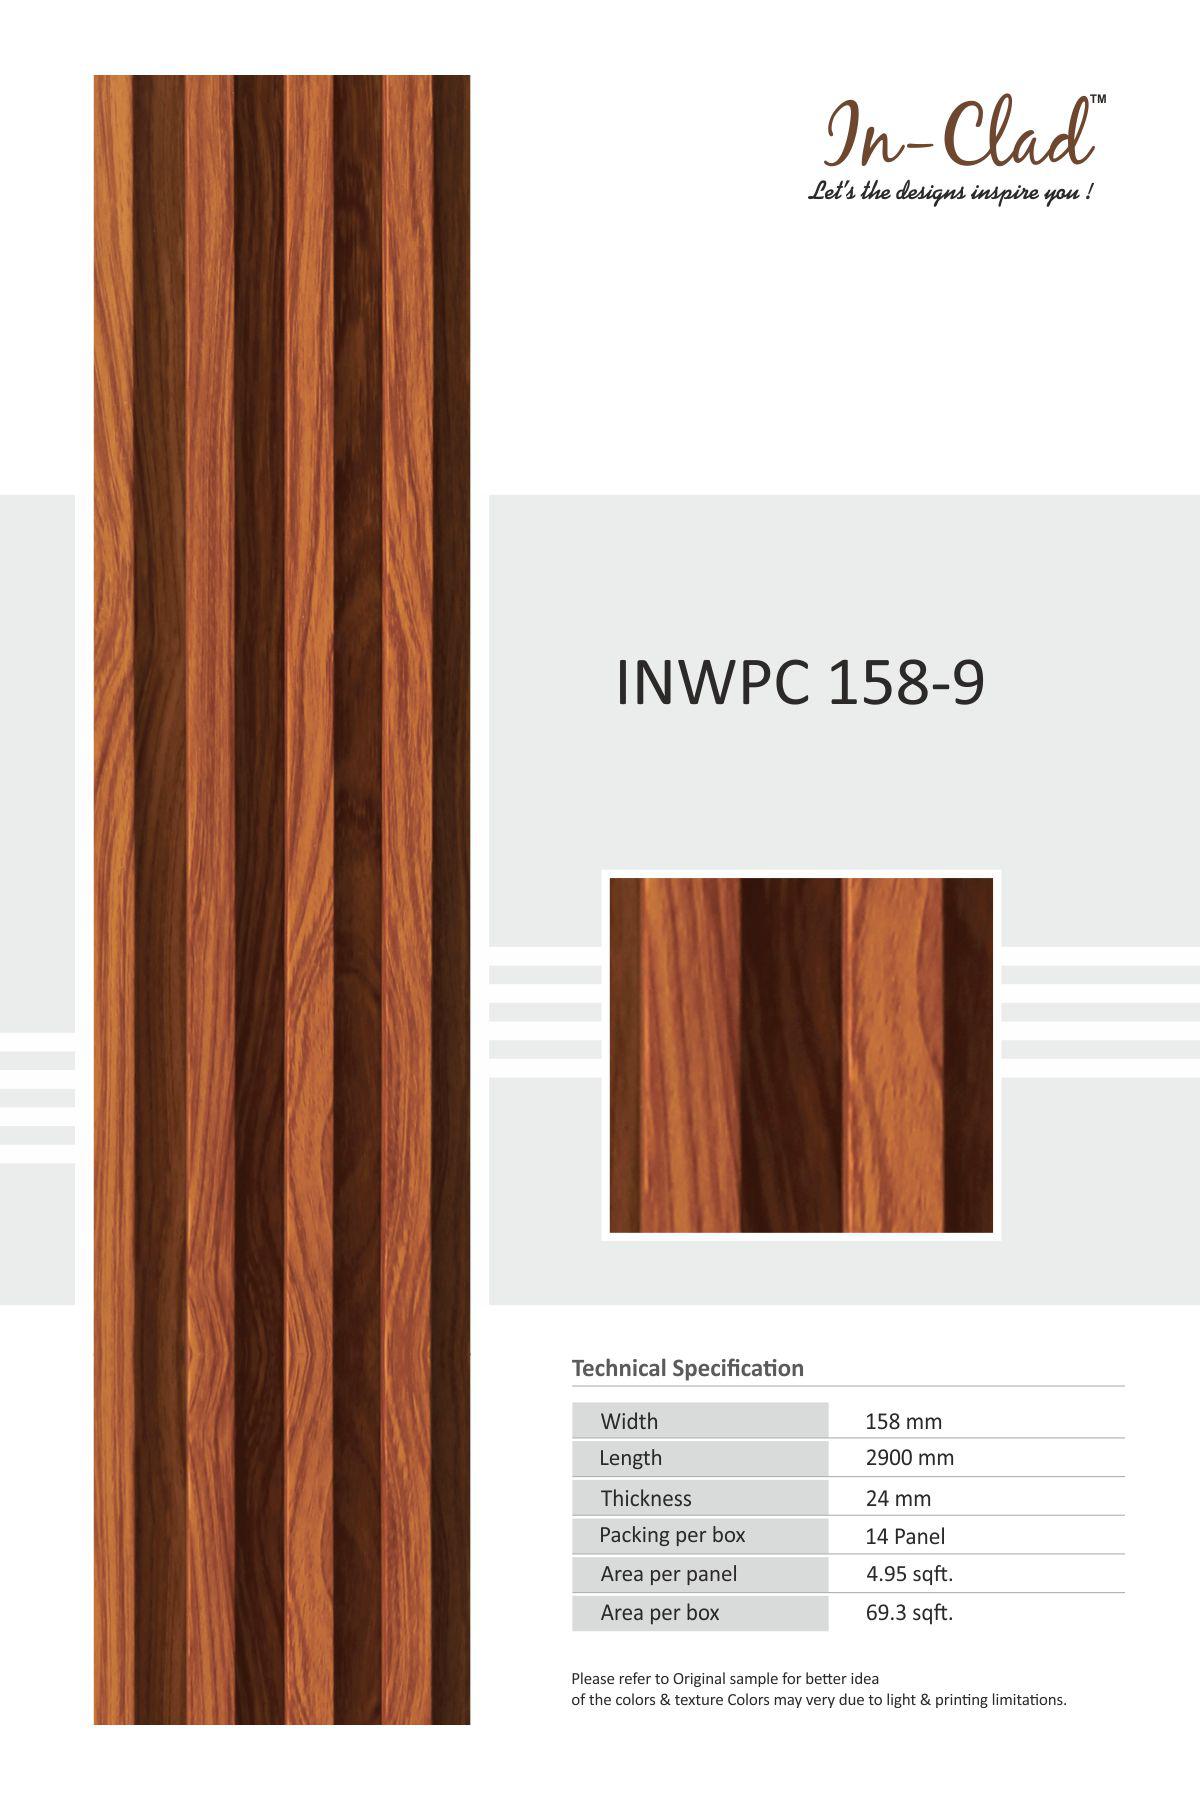 In-Clad™
Let's the designs inspire you !
INWPC 158-9
Technical Specification
Width 158 mm
Length 2900 mm
Thickness 24 mm
Packing per box 14 Panel
Area per panel 4.95 sqft.
Area per box 69.3 sqft.
Please refer to Original sample for better idea
of the colors & texture Colors may very due to light & printing limitations.